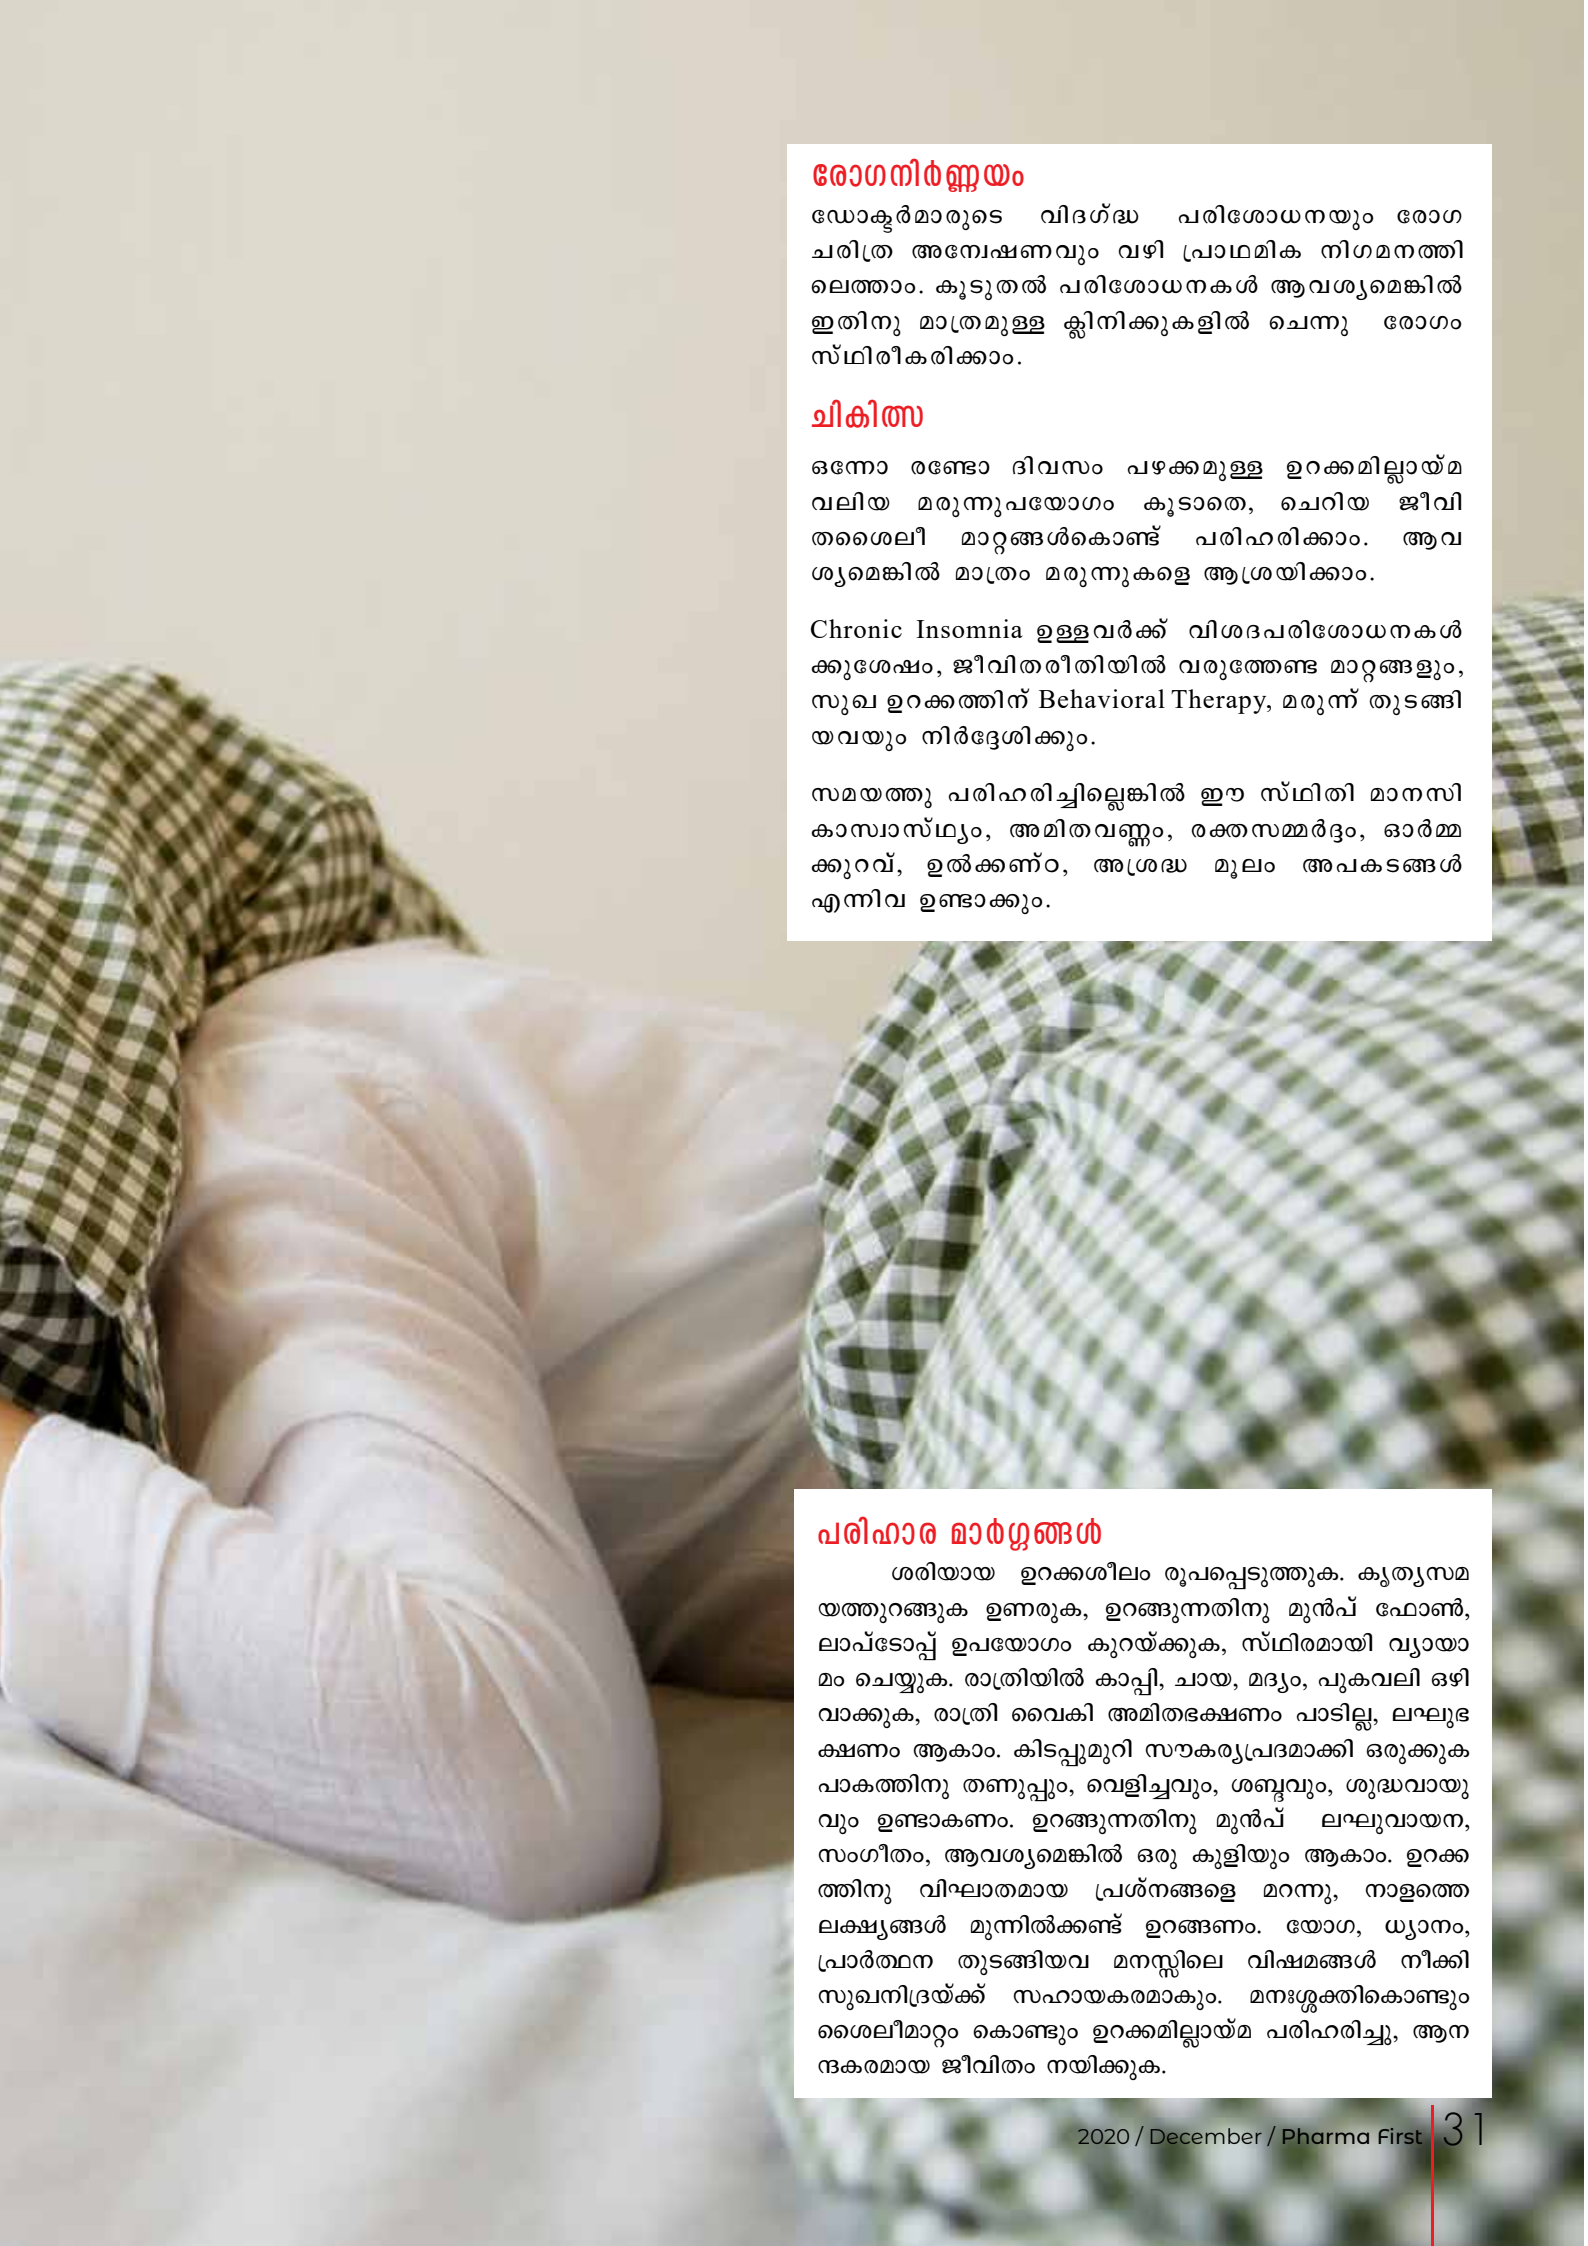 രോഗനിർണ്ണയം
ഡോക്ടർമാരുടെ വിദഗ്ദ്ധ പരിശോധനയും രോഗ
ചരിത്ര അന്വേഷണവും വഴി പ്രാഥമിക നിഗമനത്തി
ലെത്താം. കൂടുതൽ പരിശോധനകൾ ആവശ്യമെങ്കിൽ
ഇതിനു മാത്രമുള്ള ക്ലിനിക്കുകളിൽ ചെന്നു രോഗം
സ്ഥിരീകരിക്കാം.
ചികിത്സ
ഒന്നോ രണ്ടോ ദിവസം പഴക്കമുള്ള ഉറക്കമില്ലായ്മ
വലിയ മരുന്നുപയോഗം കൂടാതെ, ചെറിയ ജീവി
തശൈലീ മാറ്റങ്ങൾകൊണ്ട് പരിഹരിക്കാം. ആവ
ശ്യമെങ്കിൽ മാത്രം മരുന്നുകളെ ആശ്രയിക്കാം.
Chronic Insomnia ഉള്ളവർക്ക് വിശദപരിശോധനകൾ
ക്കുശേഷം, ജീവിതരീതിയിൽ വരുത്തേണ്ട മാറ്റങ്ങളും,
സുഖ ഉറക്കത്തിന് Behavioral Therapy, മരുന്ന് തുടങ്ങി
യവയും നിർദ്ദേശിക്കും.
സമയത്തു പരിഹരിച്ചില്ലെങ്കിൽ ഈ സ്ഥിതി മാനസി
കാസ്വാസ്ഥ്യം, അമിതവണ്ണം, രക്തസമ്മർദ്ദം, ഓർമ്മ
ക്കുറവ്, ഉൽക്കണ്ഠ, അശ്രദ്ധ മൂലം അപകടങ്ങൾ
എന്നിവ ഉണ്ടാക്കും.
പരിഹാര മാർഗ്ഗങ്ങൾ
ശരിയായ ഉറക്കശീലം രൂപപ്പെടുത്തുക. കൃത്യസമ
യത്തുറങ്ങുക ഉണരുക, ഉറങ്ങുന്നതിനു മുൻപ് ഫോൺ,
ലാപ്ടോപ്പ് ഉപയോഗം കുറയ്ക്കുക, സ്ഥിരമായി വ്യായാ
മം ചെയ്യുക. രാത്രിയിൽ കാപ്പി, ചായ, മദ്യം, പുകവലി ഒഴി
വാക്കുക, രാത്രി വൈകി അമിതഭക്ഷണം പാടില്ല, ലഘുഭ
ക്ഷണം ആകാം. കിടപ്പുമുറി സൗകര്യപ്രദമാക്കി ഒരുക്കുക
പാകത്തിനു തണുപ്പും, വെളിച്ചവും, ശബ്ദവും, ശുദ്ധവായു
വും ഉണ്ടാകണം. ഉറങ്ങുന്നതിനു മുൻപ് ലഘുവായന,
സംഗീതം, ആവശ്യമെങ്കിൽ ഒരു കുളിയും ആകാം. ഉറക്ക
ത്തിനു വിഘാതമായ പ്രശ്നങ്ങളെ മറന്നു, നാളത്തെ
ലക്ഷ്യങ്ങൾ മുന്നിൽക്കണ്ട് ഉറങ്ങണം. യോഗ, ധ്യാനം,
പ്രാർത്ഥന തുടങ്ങിയവ മനസ്സിലെ വിഷമങ്ങൾ നീക്കി
സുഖനിദ്രയ്ക്ക് സഹായകരമാകും. മനഃശ്ശക്തികൊണ്ടും
ശൈലീമാറ്റം കൊണ്ടും ഉറക്കമില്ലായ്മ പരിഹരിച്ചു, ആന
ന്ദകരമായ ജീവിതം നയിക്കുക.
2020 / December / Pharma First 31